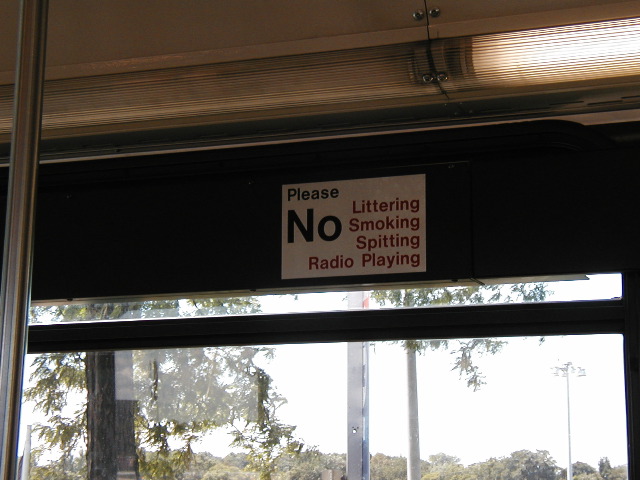 Please
No Littering
Smoking
Spitting
Radio Playing